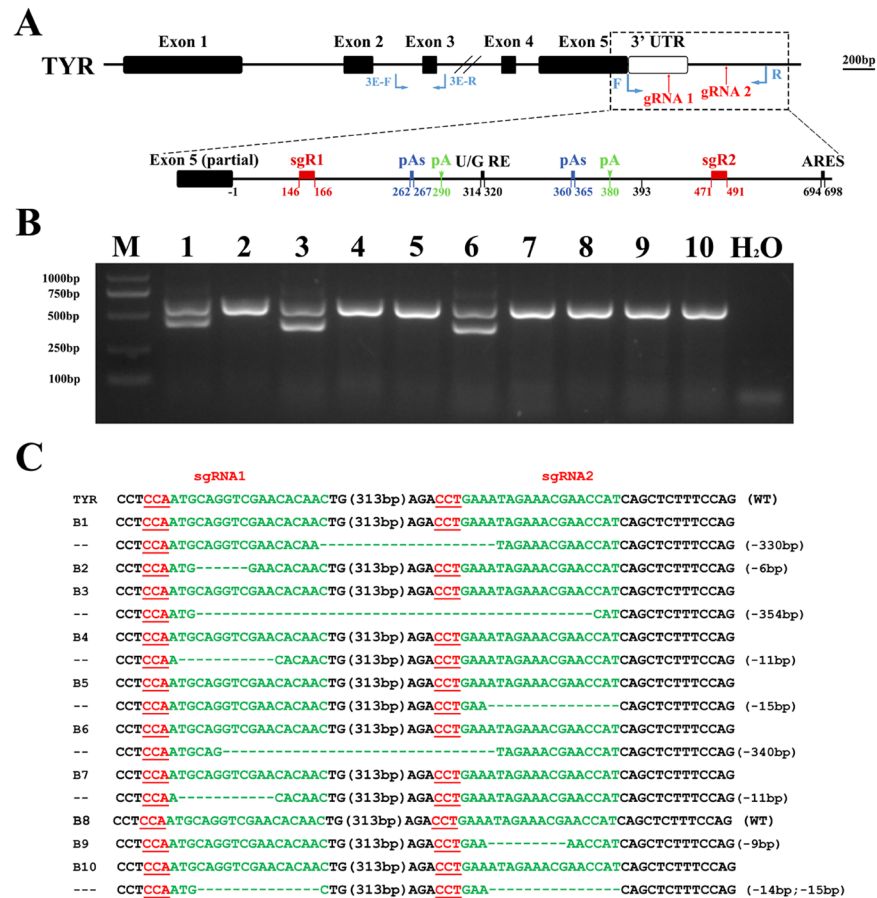 A
TYR
Exon 1 Exon 2 Exon 3 Exon 4 Exon 5 3' UTR
3E-F 3E-R F gRNA 1 gRNA 2 R
200bp
Exon 5 (partial) sgR1 pAs pA U/G RE pAs pA sgR2 ARES
-1 146 166 262 267 290 314 320 360 365 380 393 471 491 694 698
B
M 1 2 3 4 5 6 7 8 9 10 H2O
1000bp
750bp
500bp
250bp
100bp
C
sgRNA1 sgRNA2
TYR CCTCCAATGCAGGTCGAACACAACTG(313bp)AGACCTGAAATAGAAACGAACCATCAGCTCTTTCCAG (WT)
B1 CCTCCAATGCAGGTCGAACACAACTG(313bp)AGACCTGAAATAGAAACGAACCATCAGCTCTTTCCAG
-- CCTCCAATGCAGGTCGAACACAA---------------------TAGAAACGAACCATCAGCTCTTTCCAG (-330bp)
B2 CCTCCAATG------GAACACAACTG(313bp)AGACCTGAAATAGAAACGAACCATCAGCTCTTTCCAG (-6bp)
B3 CCTCCAATGCAGGTCGAACACAACTG(313bp)AGACCTGAAATAGAAACGAACCATCAGCTCTTTCCAG
-- CCTCCAATG-----------------------------------------------CATCAGCTCTTTCCAG (-354bp)
B4 CCTCCAATGCAGGTCGAACACAACTG(313bp)AGACCTGAAATAGAAACGAACCATCAGCTCTTTCCAG
-- CCTCCAA-----------CACAACTG(313bp)AGACCTGAAATAGAAACGAACCATCAGCTCTTTCCAG (-11bp)
B5 CCTCCAATGCAGGTCGAACACAACTG(313bp)AGACCTGAAATAGAAACGAACCATCAGCTCTTTCCAG
-- CCTCCAATGCAGGTCGAACACAACTG(313bp)AGACCTGAA---------------CAGCTCTTTCCAG (-15bp)
B6 CCTCCAATGCAGGTCGAACACAACTG(313bp)AGACCTGAAATAGAAACGAACCATCAGCTCTTTCCAG
-- CCTCCAATGCAG--------------------------------TAGAAACGAACCATCAGCTCTTTCCAG(-340bp)
B7 CCTCCAATGCAGGTCGAACACAACTG(313bp)AGACCTGAAATAGAAACGAACCATCAGCTCTTTCCAG
-- CCTCCAA-----------CACAACTG(313bp)AGACCTGAAATAGAAACGAACCATCAGCTCTTTCCAG(-11bp)
B8 CCTCCAATGCAGGTCGAACACAACTG(313bp)AGACCTGAAATAGAAACGAACCATCAGCTCTTTCCAG (WT)
B9 CCTCCAATGCAGGTCGAACACAACTG(313bp)AGACCTGAA---------AACCATCAGCTCTTTCCAG(-9bp)
B10 CCTCCAATGCAGGTCGAACACAACTG(313bp)AGACCTGAAATAGAAACGAACCATCAGCTCTTTCCAG
--- CCTCCAATG--------------CTG(313bp)AGACCTGAA---------------CAGCTCTTTCCAG (-14bp;-15bp)